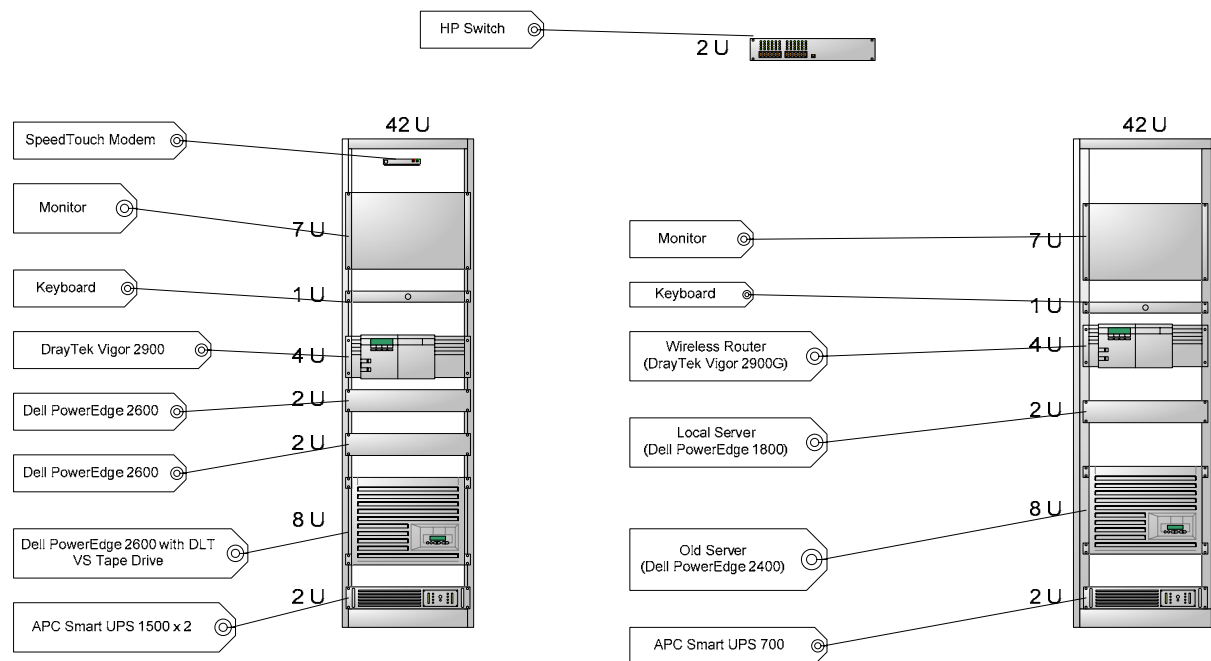 HP Switch
2 U
42 U
SpeedTouch Modem
Monitor
7 U
Keyboard
1 U
DrayTek Vigor 2900
4 U
Dell PowerEdge 2600
2 U
Dell PowerEdge 2600
2 U
Dell PowerEdge 2600 with DLT
VS Tape Drive
8 U
APC Smart UPS 1500 x 2
2 U
42 U
Monitor
7 U
Keyboard
1 U
Wireless Router
(DrayTek Vigor 2900G)
4 U
Local Server
(Dell PowerEdge 1800)
2 U
Old Server
(Dell PowerEdge 2400)
8 U
APC Smart UPS 700
2 U